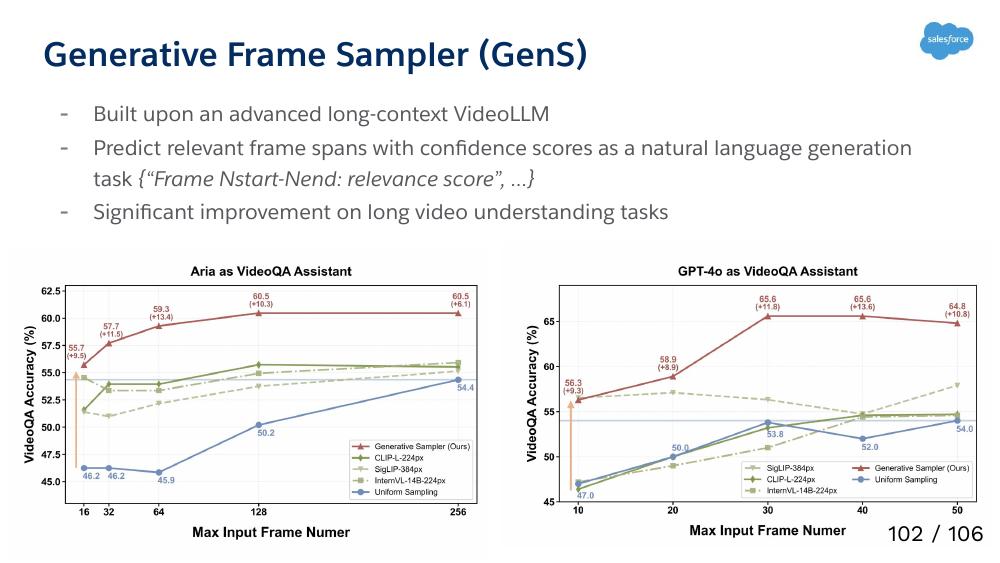 Generative Frame Sampler (GenS)
salesforce
- Built upon an advanced long-context VideoLLM
- Predict relevant frame spans with confidence scores as a natural language generation
task {“Frame Nstart-Nend: relevance score”, ...}
- Significant improvement on long video understanding tasks
Aria as VideoQA Assistant
VideoQA Accuracy (%)
62.5
60.0
57.5
55.0
52.5
50.0
47.5
45.0
55.7
(+9.5)
57.7
(+11.5)
59.3
(+13.4)
60.5
(+10.3)
60.5
(+6.1)
46.2
46.2
45.9
50.2
54.4
Generative Sampler (Ours)
CLIP-L-224px
SigLIP-384px
InternVL-14B-224px
Uniform Sampling
16 32 64 128 256
Max Input Frame Numer
GPT-4o as VideoQA Assistant
VideoQA Accuracy (%)
65
60
55
50
45
56.3
(+9.3)
58.9
(+8.9)
65.6
(+11.8)
65.6
(+13.6)
64.8
(+10.8)
47.0
50.0
53.8
52.0
54.0
SigLIP-384px
CLIP-L-224px
InternVL-14B-224px
Generative Sampler (Ours)
Uniform Sampling
10 20 30 40 50
Max Input Frame Numer
102 / 106